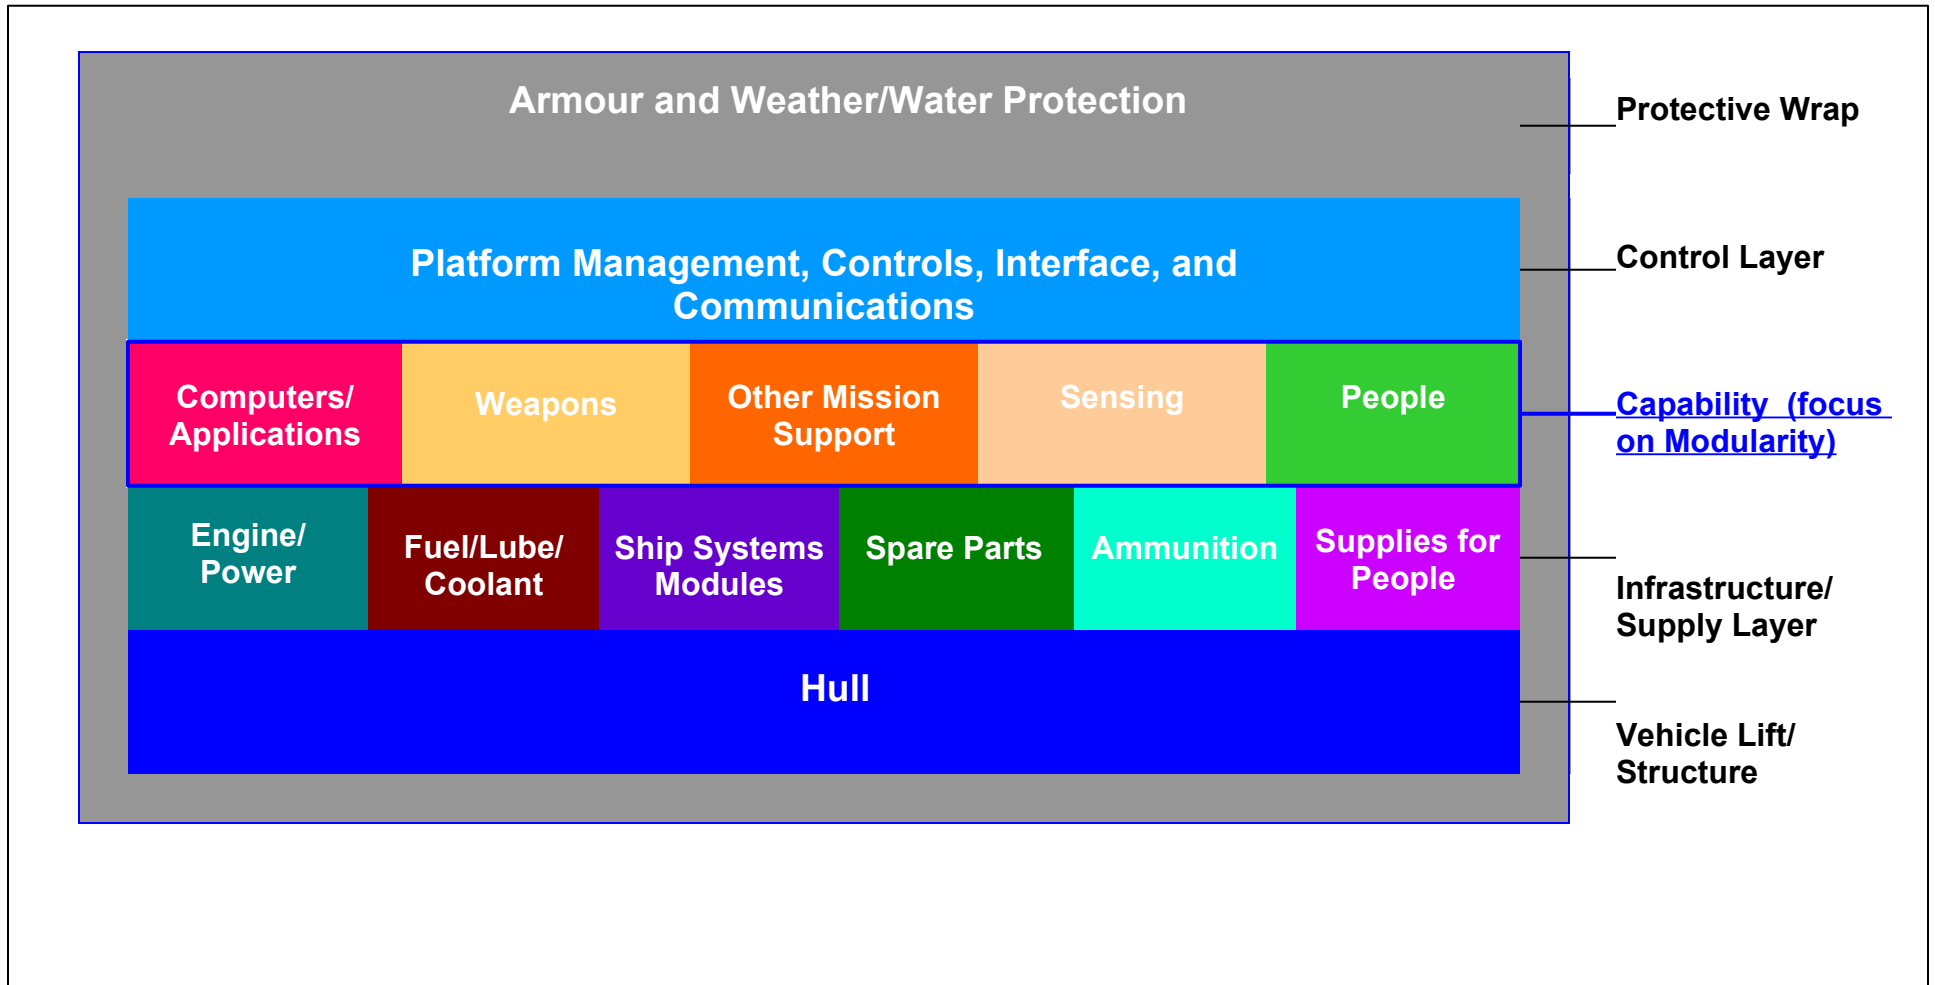 Armour and Weather/Water Protection
Protective Wrap
Platform Management, Controls, Interface, and
Communications
Control Layer
Computers/
Applications
Weapons
Other Mission
Support
Sensing
People
Capability (focus
on Modularity)
Engine/
Power
Fuel/Lube/
Coolant
Ship Systems
Modules
Spare Parts
Ammunition
Supplies for
People
Infrastructure/
Supply Layer
Hull
Vehicle Lift/
Structure